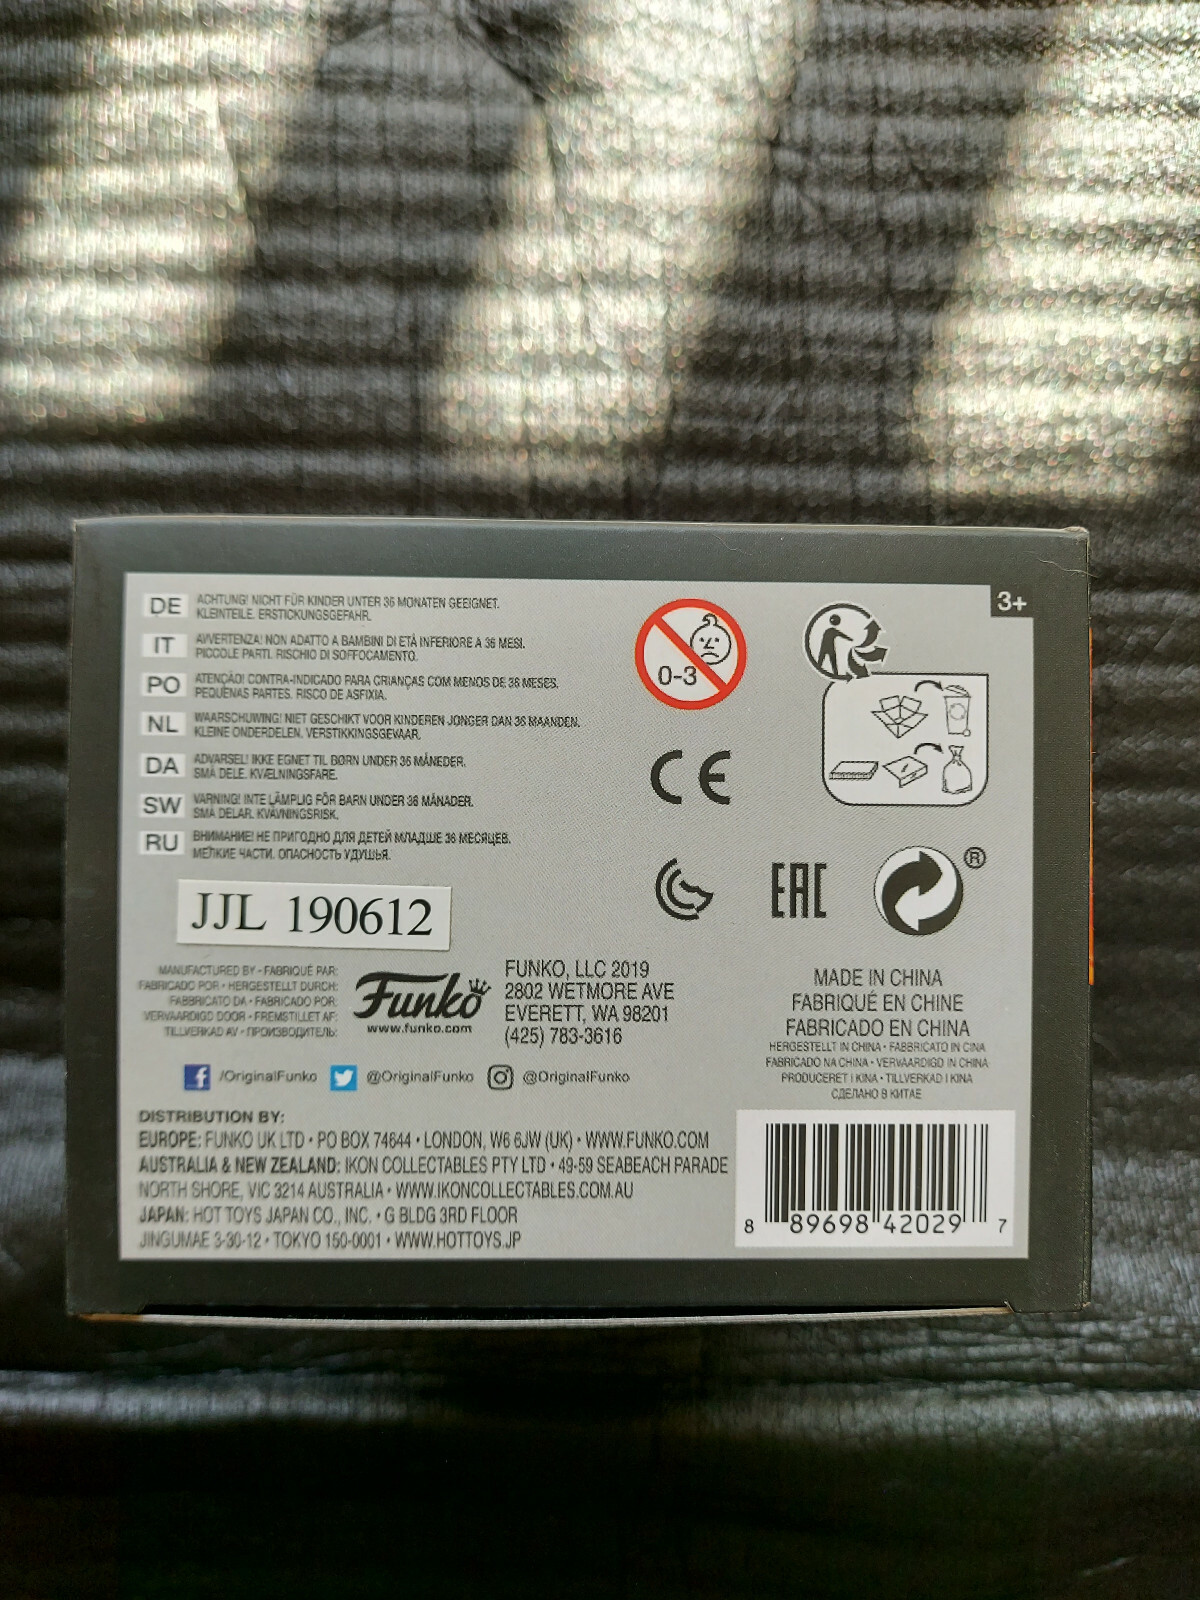 3+
DE ACHTUNG! NICHT FÜR KINDER UNTER 36 MONATEN GEEIGNET.
KLEINTEILE. ERSTICKUNGSGEFAHR.
IT AVVERTENZA! NON ADATTO A BAMBINI DI ETÀ INFERIORE A 36 MESI.
PICCOLE PARTI. RISCHIO DI SOFFOCAMENTO.
PO ATENÇÃO! CONTRA-INDICADO PARA CRIANÇAS COM MENOS DE 36 MESES.
PEQUENAS PARTES. RISCO DE ASFIXIA.
NL WAARSCHUWING! NIET GESCHIKT VOOR KINDEREN JONGER DAN 36 MAANDEN.
KLEINE ONDERDELEN. VERSTIKKINGSGEVAAR.
DA ADVARSEL! IKKE EGNET TIL BØRN UNDER 36 MÅNEDER.
SMÅ DELE. KVÆLNINGSFARE.
SW VARNING! INTE LÄMPLIG FÖR BARN UNDER 36 MÅNADER.
SMÅ DELAR. KVÄVNINGSRISK.
RU ВНИМАНИЕ! НЕ ПРИГОДНО ДЛЯ ДЕТЕЙ МЛАДШЕ 36 МЕСЯЦЕВ.
МЕЛКИЕ ЧАСТИ. ОПАСНОСТЬ УДУШЬЯ.
0-3
CE
EAC
®
JJL 190612
MANUFACTURED BY • FABRIQUÉ PAR:
FABRICADO POR • HERGESTELLT DURCH:
FABBRICATO DA • FABRICADO POR:
VERVAARDIGD DOOR • FREMSTILLET AF:
TILLVERKAD AV • ПРОИЗВОДИТЕЛЬ:
Funko
www.funko.com
FUNKO, LLC 2019
2802 WETMORE AVE
EVERETT, WA 98201
(425) 783-3616
MADE IN CHINA
FABRIQUÉ EN CHINE
FABRICADO EN CHINA
HERGESTELLT IN CHINA • FABBRICATO IN CINA
FABRICADO NA CHINA • VERVAARDIGD IN CHINA
PRODUCERET I KINA • TILLVERKAD I KINA
СДЕЛАНО В КИТАЕ
f /OriginalFunko @OriginalFunko @OriginalFunko
DISTRIBUTION BY:
EUROPE: FUNKO UK LTD • PO BOX 74644 • LONDON, W6 6JW (UK) • WWW.FUNKO.COM
AUSTRALIA & NEW ZEALAND: IKON COLLECTABLES PTY LTD • 49-59 SEABEACH PARADE
NORTH SHORE, VIC 3214 AUSTRALIA • WWW.IKONCOLLECTABLES.COM.AU
JAPAN: HOT TOYS JAPAN CO., INC. • G BLDG 3RD FLOOR
JINGUMAE 3-30-12 • TOKYO 150-0001 • WWW.HOTTOYS.JP
8 89698 42029 7